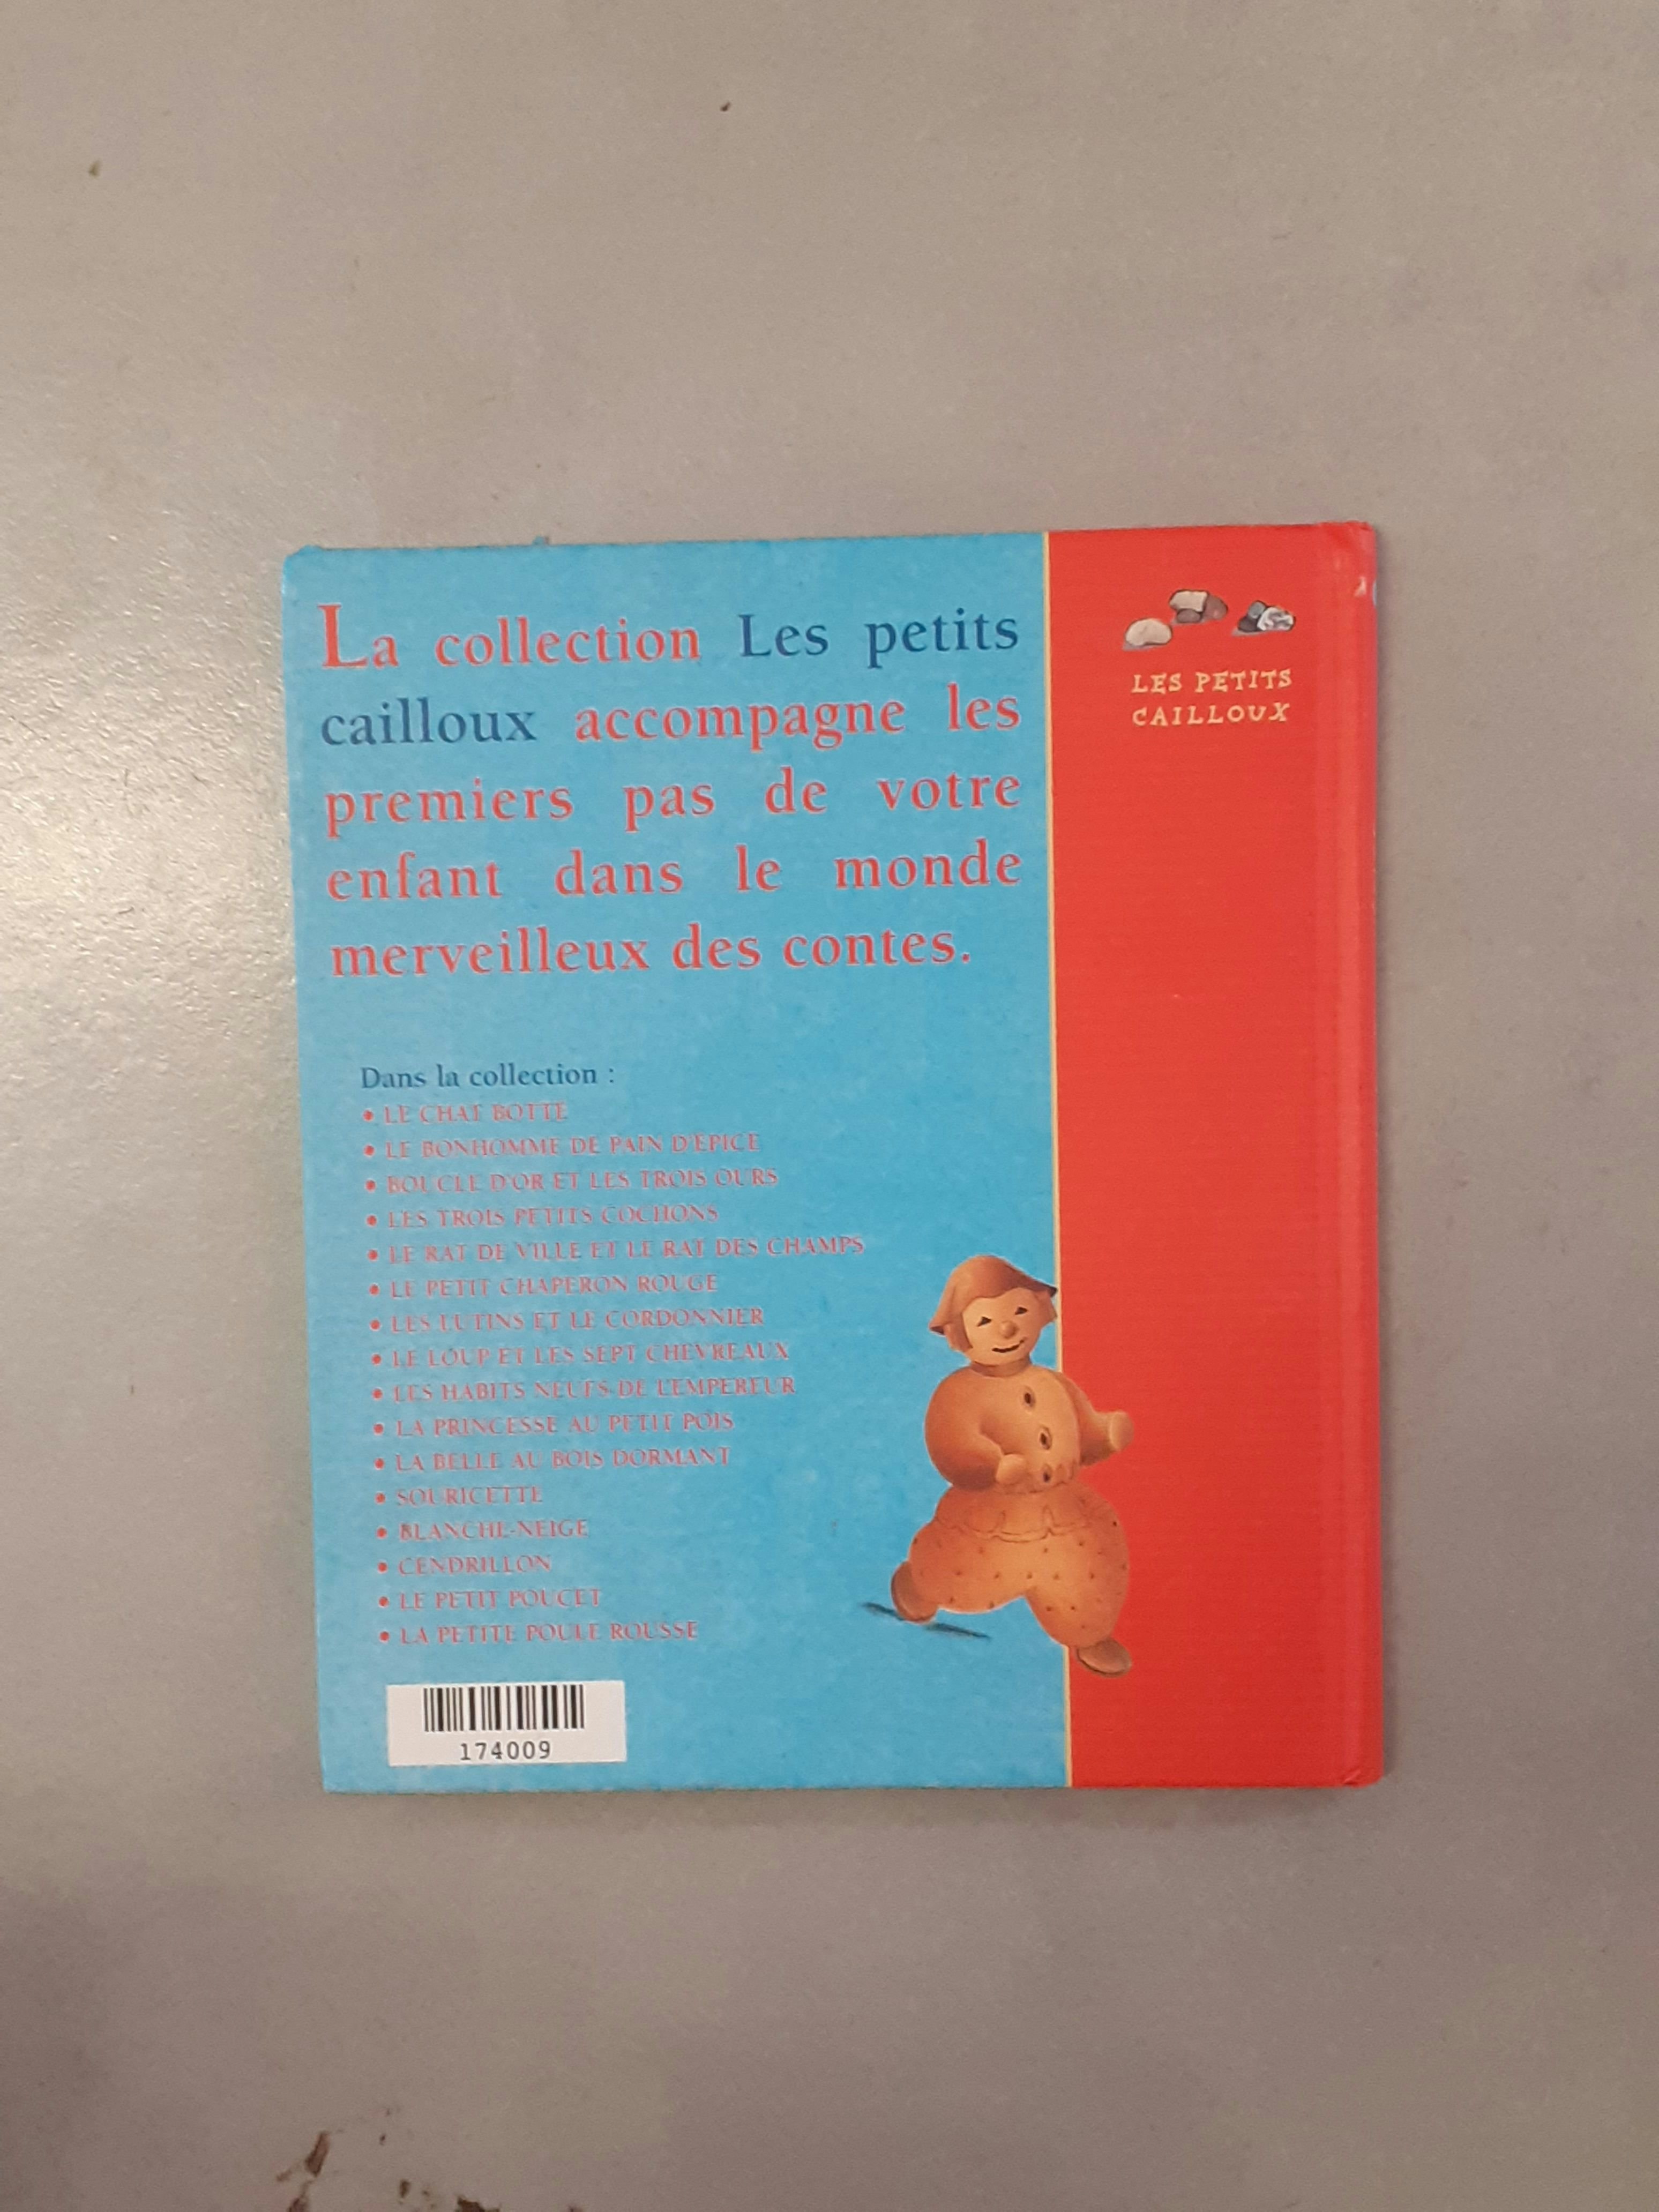 La collection Les petits
cailloux accompagne les
premiers pas de votre
enfant dans le monde
merveilleux des contes.
Dans la collection :
• LE CHAT BOTTÉ
• LE BONHOMME DE PAIN D'ÉPICE
• BOUCLE D'OR ET LES TROIS OURS
• LES TROIS PETITS COCHONS
• LE RAT DE VILLE ET LE RAT DES CHAMPS
• LE PETIT CHAPERON ROUGE
• LES LUTINS ET LE CORDONNIER
• LE LOUP ET LES SEPT CHEVREAUX
• LES HABITS NEUFS DE L'EMPEREUR
• LA PRINCESSE AU PETIT POIS
• LA BELLE AU BOIS DORMANT
• SOURICETTE
• BLANCHE-NEIGE
• CENDRILLON
• LE PETIT POUCET
• LA PETITE POULE ROUSSE
174009
LES PETITS
CAILLOUX